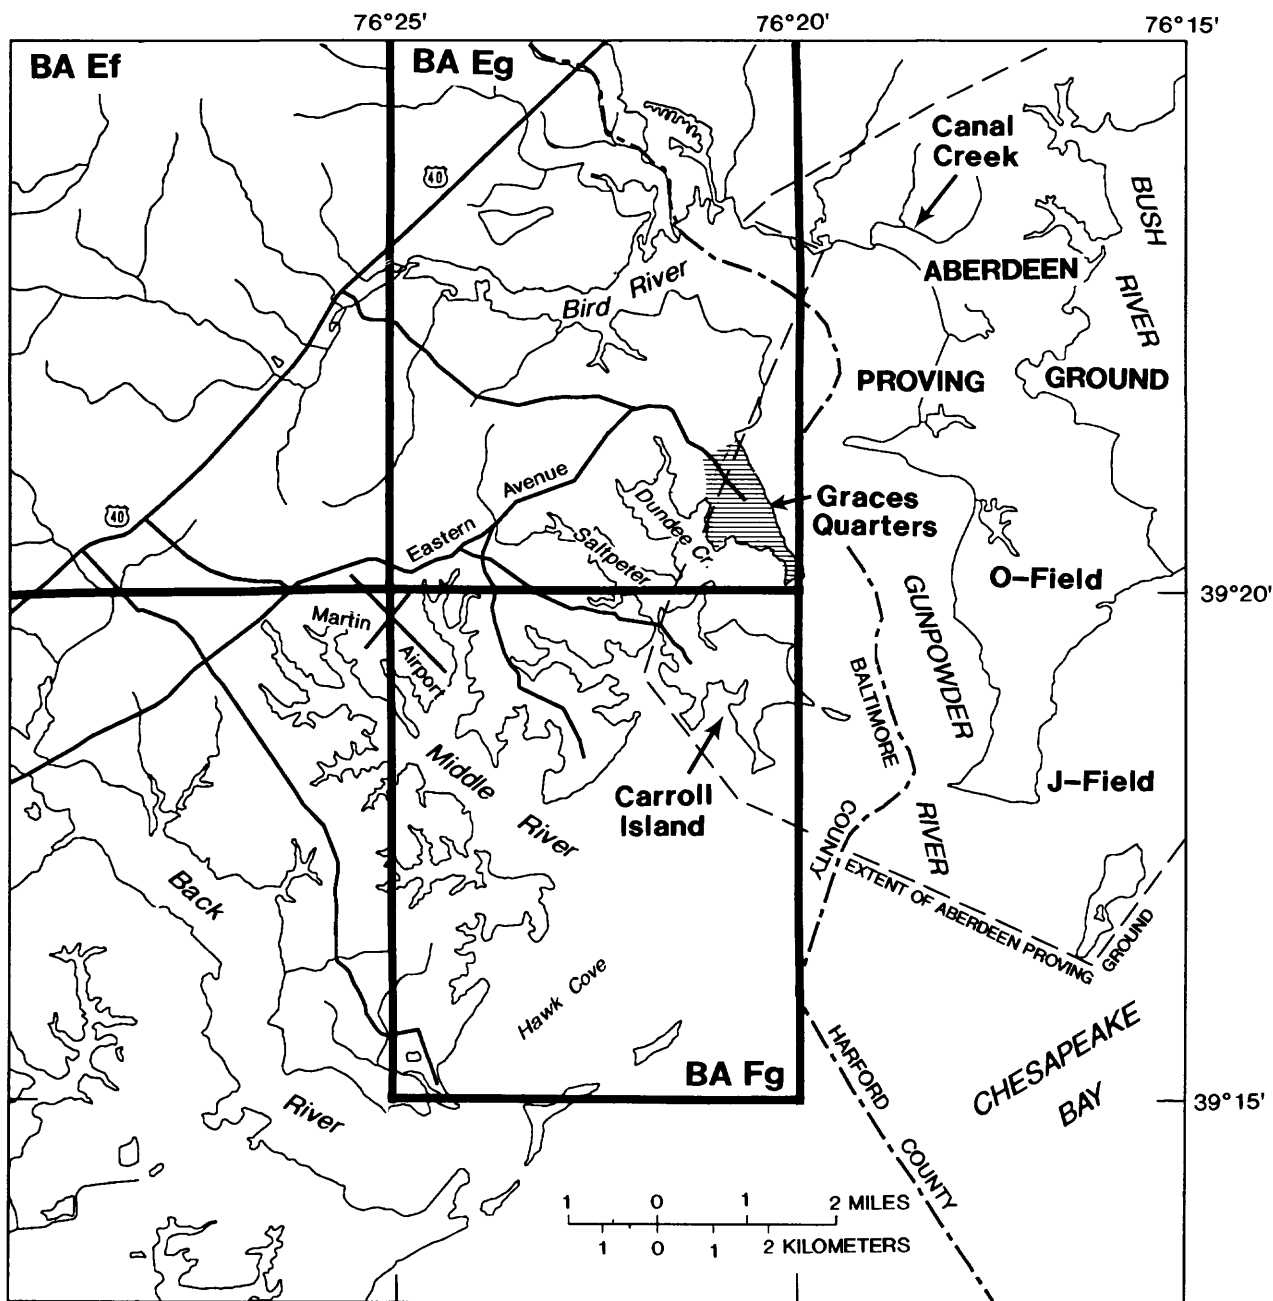 76°25'
76°20'
76°15'
BA Ef
BA Eg
Canal
Creek
40
BUSH
RIVER
ABERDEEN
Bird River
PROVING GROUND
Eastern Avenue
Dundee Cr.
Graces
Quarters
40
Saltpeter
O-Field
39°20'
Martin
Airport
GUNPOWDER
RIVER
BALTIMORE
COUNTY
Middle
River
Carroll
Island
J-Field
Back
River
EXTENT OF ABERDEEN PROVING
GROUND
Hawk Cove
BA Fg
HARFORD
COUNTY
CHESAPEAKE
BAY
39°15'
1 0 1 2 MILES
1 0 1 2 KILOMETERS